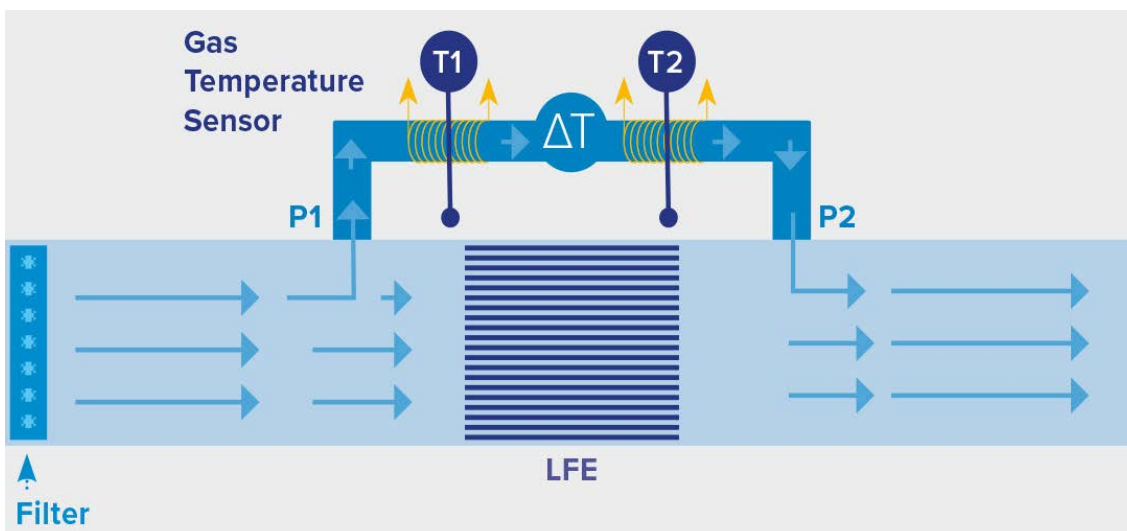 Gas
Temperature
Sensor
T1
T2
ΔT
P1
P2
LFE
Filter